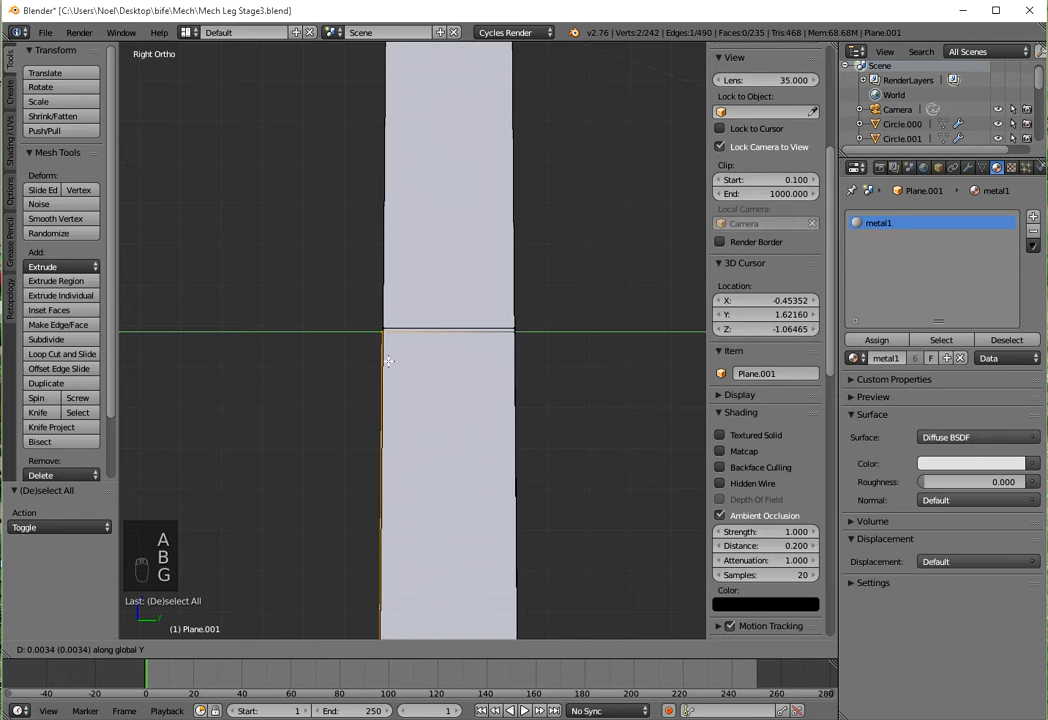 Blender* [C:\Users\Noel\Desktop\bife\Mech\Mech Leg Stage3.blend]
File Render Window Help Default Scene Cycles Render v2.76 | Verts:2/242 | Edges:1/490 | Faces:0/235 | Tris:468 | Mem:68.68M | Plane.001
Tools
Create
Shading / UVs
Options
Grease Pencil
Retopology
Transform
Translate
Rotate
Scale
Shrink/Fatten
Push/Pull
Mesh Tools
Deform:
Slide Ed Vertex
Noise
Smooth Vertex
Randomize
Add:
Extrude
Extrude Region
Extrude Individual
Inset Faces
Make Edge/Face
Subdivide
Loop Cut and Slide
Offset Edge Slide
Duplicate
Spin Screw
Knife Select
Knife Project
Bisect
Remove:
Delete
(De)select All
Action
Toggle
Right Ortho
A
B
G
Last: (De)select All
y
(1) Plane.001
D: 0.0034 (0.0034) along global Y
View
Lens: 35.000
Lock to Object:
Lock to Cursor
Lock Camera to View
Clip:
Start: 0.100
End: 1000.000
Local Camera:
Camera
Render Border
3D Cursor
Location:
X: -0.45352
Y: 1.62160
Z: -1.06465
Item
Plane.001
Display
Shading
Textured Solid
Matcap
Backface Culling
Hidden Wire
Depth Of Field
Ambient Occlusion
Strength: 1.000
Distance: 0.200
Attenuation: 1.000
Samples: 20
Color:
Motion Tracking
View Search All Scenes
Scene
RenderLayers
World
Camera
Circle.000
Circle.001
Plane.001 metal1
metal1
Assign Select Deselect
metal1 6 F Data
Custom Properties
Preview
Surface
Surface: Diffuse BSDF
Color:
Roughness: 0.000
Normal: Default
Volume
Displacement
Displacement: Default
Settings
-40 -20 0 20 40 60 80 100 120 140 160 180 200 220 240 260 280
View Marker Frame Playback Start: 1 End: 250 1 No Sync